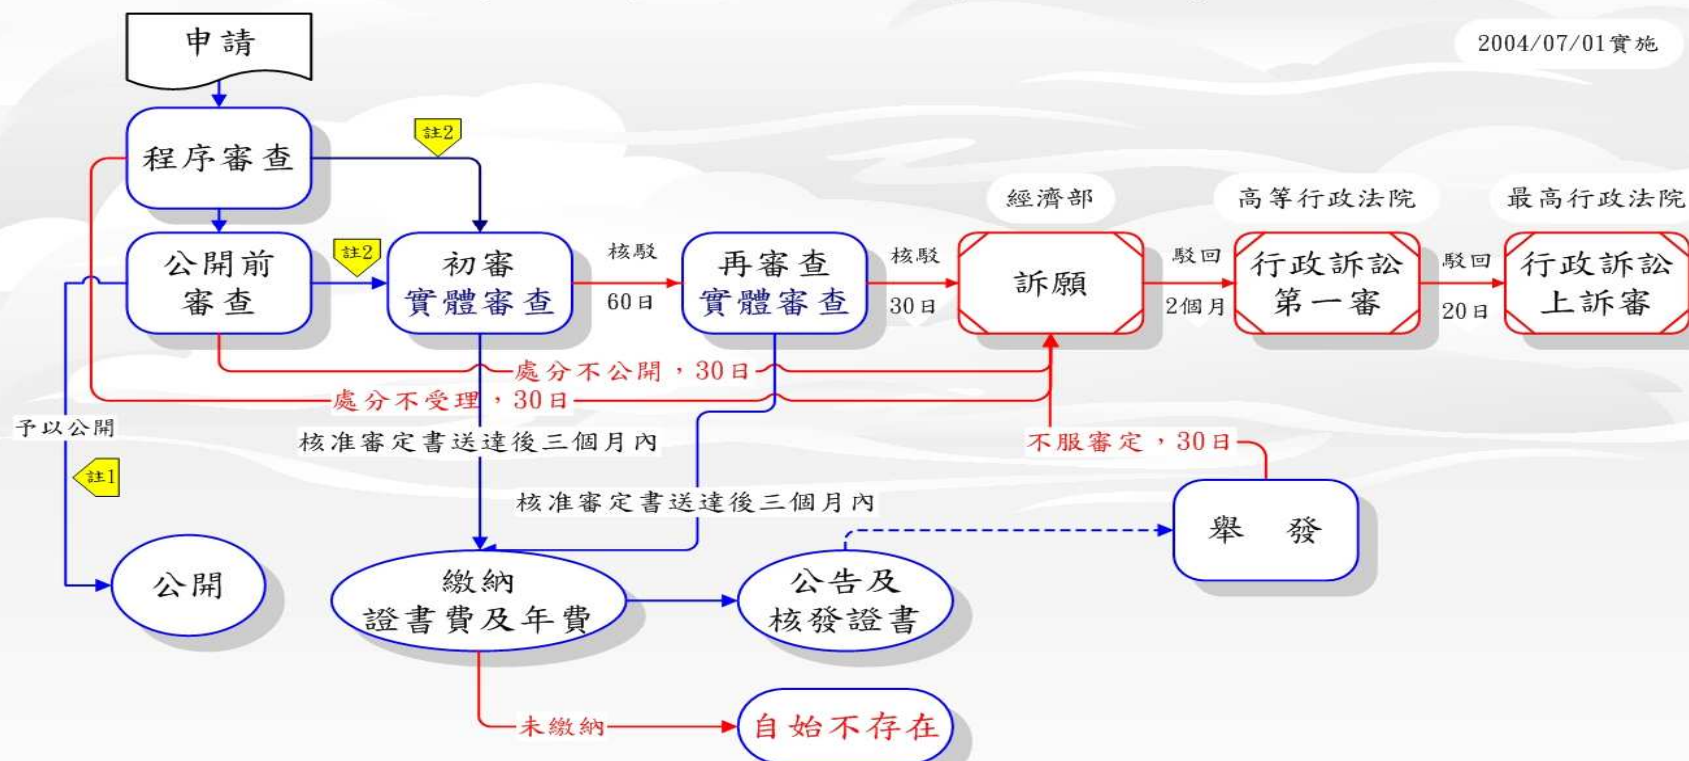 申請
2004/07/01實施
註2
程序審查
經濟部
高等行政法院
最高行政法院
公開前
審查
註2
初審
實體審查
核駁
60日
再審查
實體審查
核駁
30日
訴願
駁回
2個月
行政訴訟
第一審
駁回
20日
行政訴訟
上訴審
處分不公開，30日
處分不受理，30日
予以公開
核准審定書送達後三個月內
不服審定，30日
註1
核准審定書送達後三個月內
舉 發
公開
繳納
證書費及年費
公告及
核發證書
未繳納
自始不存在